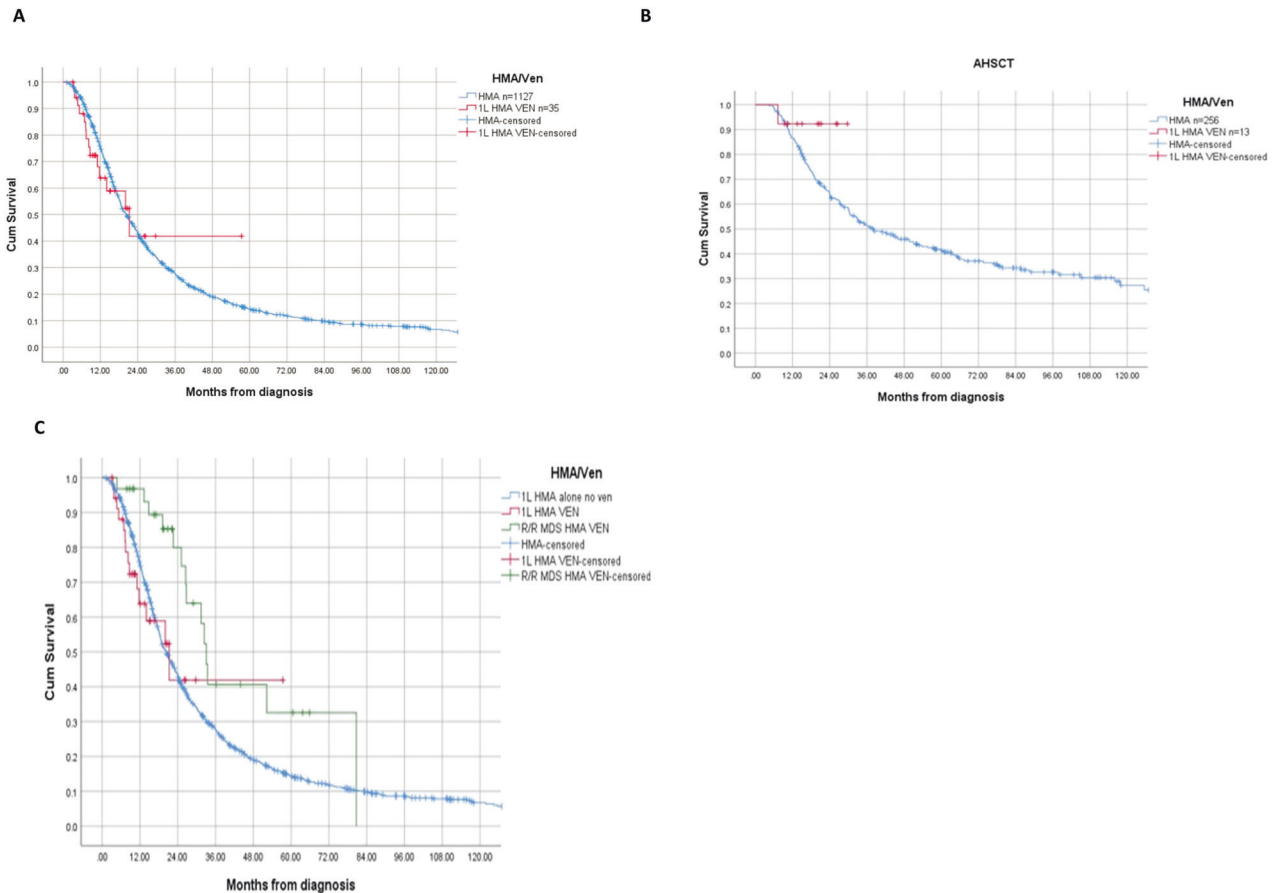 A
HMA/Ven
HMA n=1127
1L HMA VEN n=35
HMA-censored
1L HMA VEN-censored
Cum Survival
1.0
0.9
0.8
0.7
0.6
0.5
0.4
0.3
0.2
0.1
0.0
.00 12.00 24.00 36.00 48.00 60.00 72.00 84.00 96.00 108.00 120.00
Months from diagnosis
B
AHSCT
HMA/Ven
HMA n=256
1L HMA VEN n=13
HMA-censored
1L HMA VEN-censored
Cum Survival
1.0
0.9
0.8
0.7
0.6
0.5
0.4
0.3
0.2
0.1
0.0
.00 12.00 24.00 36.00 48.00 60.00 72.00 84.00 96.00 108.00 120.00
Months from diagnosis
C
HMA/Ven
1L HMA alone no ven
1L HMA VEN
R/R MDS HMA VEN
HMA-censored
1L HMA VEN-censored
R/R MDS HMA VEN-censored
Cum Survival
1.0
0.9
0.8
0.7
0.6
0.5
0.4
0.3
0.2
0.1
0.0
.00 12.00 24.00 36.00 48.00 60.00 72.00 84.00 96.00 108.00 120.00
Months from diagnosis